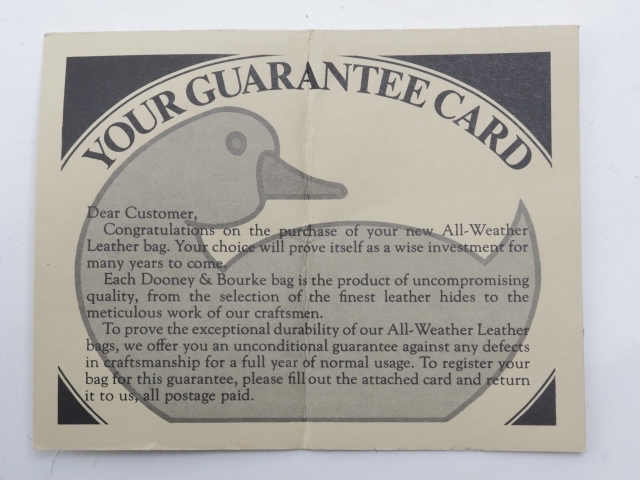 YOUR GUARANTEE CARD
Dear Customer,
Congratulations on the purchase of your new All-Weather
Leather bag. Your choice will prove itself as a wise investment for
many years to come.
Each Dooney & Bourke bag is the product of uncompromising
quality, from the selection of the finest leather hides to the
meticulous work of our craftsmen.
To prove the exceptional durability of our All-Weather Leather
bags, we offer you an unconditional guarantee against any defects
in craftsmanship for a full year of normal usage. To register your
bag for this guarantee, please fill out the attached card and return
it to us, all postage paid.